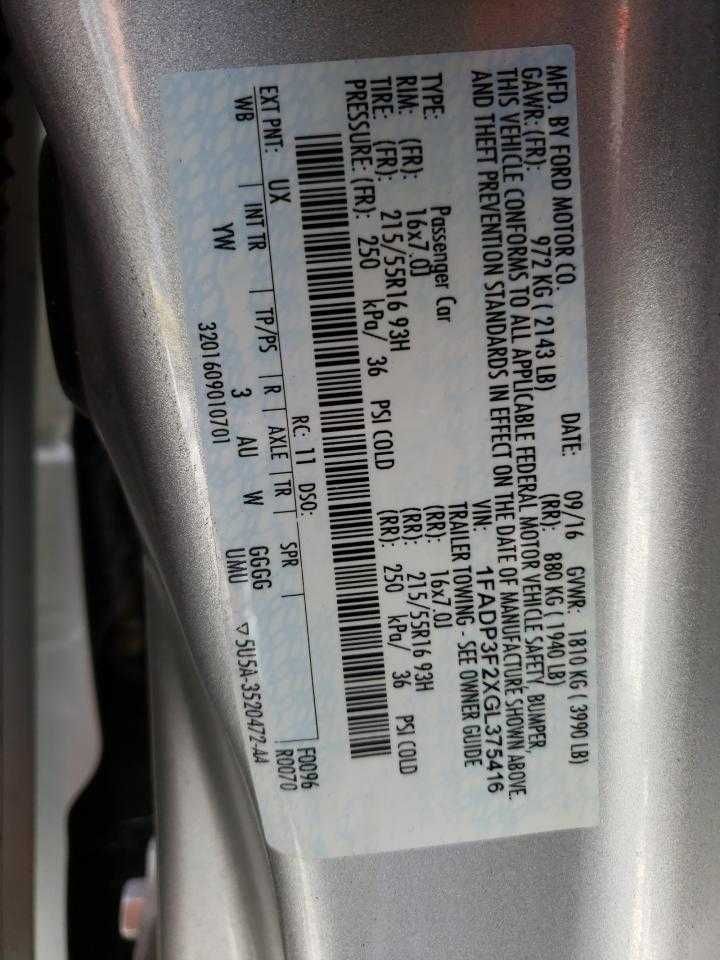 MFD. BY FORD MOTOR CO.
DATE: 09/16 GVWR: 1810 KG ( 3990 LB)
GAWR: (FR): 972 KG ( 2143 LB) (RR): 880 KG ( 1940 LB)
THIS VEHICLE CONFORMS TO ALL APPLICABLE FEDERAL MOTOR VEHICLE SAFETY, BUMPER,
AND THEFT PREVENTION STANDARDS IN EFFECT ON THE DATE OF MANUFACTURE SHOWN ABOVE.
VIN: 1FADP3F2XGL375416
TYPE: Passenger Car TRAILER TOWING - SEE OWNER GUIDE
RIM: (FR): 16x7.0J (RR): 16x7.0J
TIRE: (FR): 215/55R16 93H (RR): 215/55R16 93H
PRESSURE: (FR): 250 kPa/ 36 PSI COLD (RR): 250 kPa/ 36 PSI COLD
EXT PNT: UX RC: 11 DSO: F0096
WB INT TR TP/PS R AXLE TR SPR R0070
YW 3 AU W GGGG
UMU
3201609010701 ▽5U5A-3520472-AA